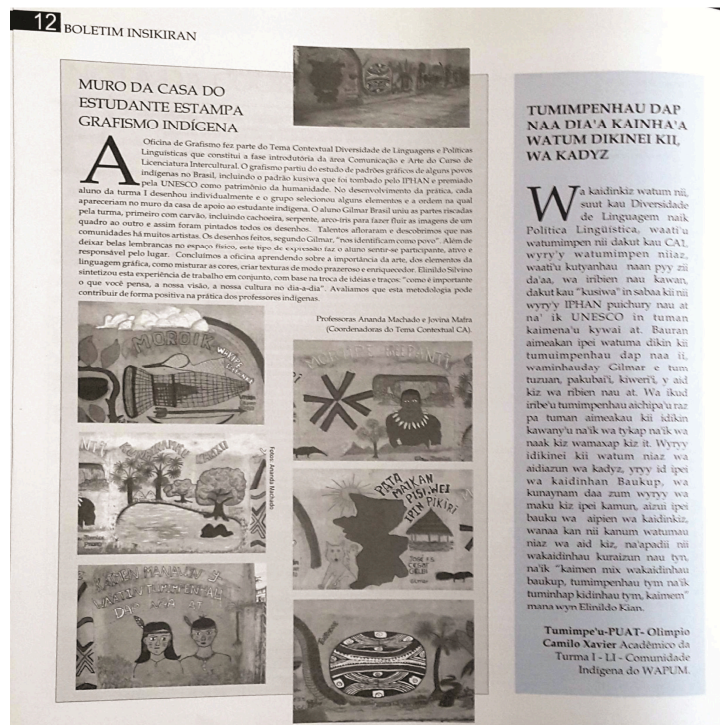 12 BOLETIM INSIKIRAN
MURO DA CASA DO
ESTUDANTE ESTAMPA
GRAFISMO INDÍGENA
A Oficina de Grafismo fez parte do Tema Contextual Diversidade de Linguagens e Políticas
Linguísticas que constitui a fase introdutória da área Comunicação e Arte do Curso de
Licenciatura Intercultural. O grafismo partiu do estudo de padrões gráficos de alguns povos
indígenas no Brasil, incluindo o padrão kusiwa que foi tombado pelo IPHAN e premiado
pela UNESCO como patrimônio da humanidade. No desenvolvimento da prática, cada
aluno da turma I desenhou individualmente e o grupo selecionou alguns elementos e a ordem na qual
apareceriam no muro da casa de apoio ao estudante indígena. O aluno Gilmar Brasil uniu as partes riscadas
pela turma, primeiro com carvão, incluindo cachoeira, serpente, arco-íris para fazer fluir as imagens de um
quadro ao outro e assim foram pintados todos os desenhos. Talentos afloraram e descobrimos que nas
comunidades há muitos artistas. Os desenhos feitos, segundo Gilmar, "nos identificam como povo". Além de
deixar belas lembranças no espaço físico, este tipo de expressão faz o aluno sentir-se participante, ativo e
responsável pelo lugar. Concluímos a oficina aprendendo sobre a importância da arte, dos elementos da
linguagem gráfica, como misturar as cores, criar texturas de modo prazeroso e enriquecedor. Elinildo Silvino
sintetizou esta experiência de trabalho em conjunto, com base na troca de idéias e traços: "como é importante
o que você pensa, a nossa visão, a nossa cultura no dia-a-dia". Avaliamos que esta metodologia pode
contribuir de forma positiva na prática dos professores indígenas.
Professoras Ananda Machado e Jovina Mafra
(Coordenadoras do Tema Contextual CA).
MOROIK
Fotos: Ananda Machado
PATA
MAIKAN
PISI'WEI
IPIN PIKIRI
TUMIMPENHAU DAP
NAA DIA'A KAINHA'A
WATUM DIKINEI KII,
WA KADYZ
Wa kaidinkiz watum nii,
suut kau Diversidade
de Linguagem naik
Política Lingüística, waati'u
watumimpen nii dakut kau CA1,
wyry'y watumimpen niiaz,
waati'u kutyanhau naan pyy zii
da'aa, wa iribien nau kawan,
dakut kau "kusiwa" in sabaa kii nii
wyry'y IPHAN puichury nau at
na' ik UNESCO in tuman
kaimena'u kywai at. Bauran
aimeakan ipei watuma dikin kii
tumuimpenhau dap naa ii,
waminhauday Gilmar e tum
tuzuan, pakubai'i, kiweri'i, y aid
kiz wa ribien nau at. Wa ikud
iribe'u tumimpenhau aichipa'u raz
pa tuman aimeakau kii idikin
kawany'u na'ik wa tykap na'ik wa
naak kiz wamaxap kiz it. Wyryy
idikinei kii watum niaz wa
aidiazun wa kadyz, yryy id ipei
wa kaidinhan Baukup, wa
kunaynam daa zum wyryy wa
maku kiz ipei kamun, aizui ipei
bauku wa aipien wa kaidinkiz,
wanaa kan nii kanum watumau
niaz wa aid kiz, na'apadii nii
wakaidinhau kuraizun nau tyn,
na'ik "kaimen mix wakaidinhau
baukup, tumimpenhau tym na'ik
tuminhap kidinhau tym, kaimem"
mana wyn Elinildo Kian.
Tumimpe'u-PUAT- Olimpio
Camilo Xavier Acadêmico da
Turma I - LI - Comunidade
Indígena do WAPUM.